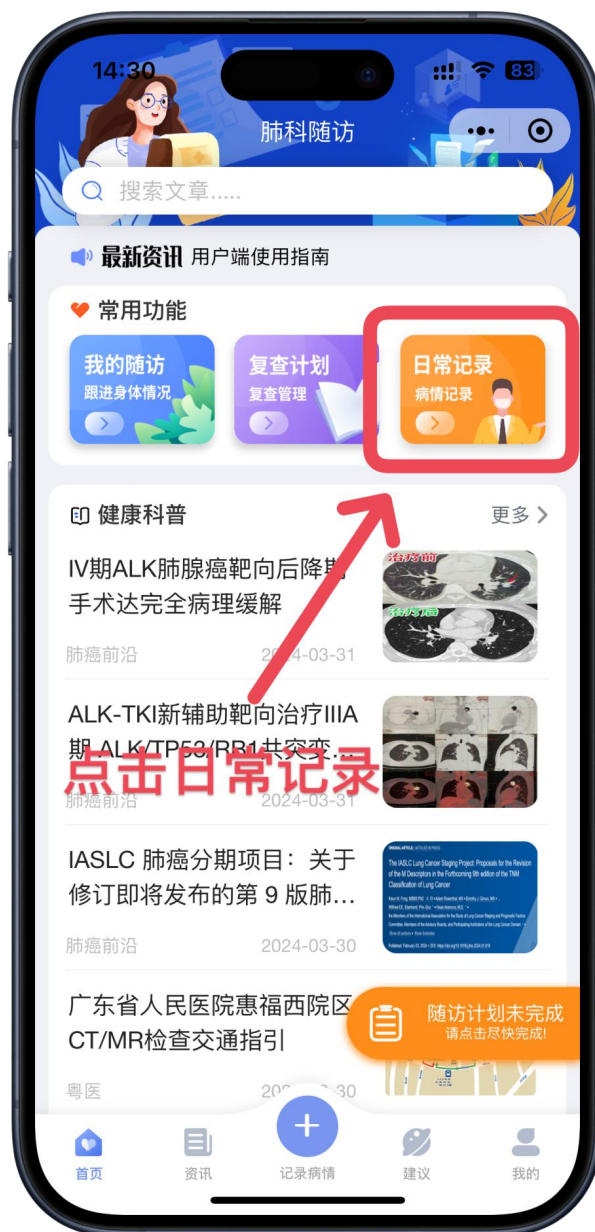 14:30
83
肺科随访
搜索文章.....
最新资讯 用户端使用指南
常用功能
我的随访
跟进身体情况
复查计划
复查管理
日常记录
病情记录
健康科普
更多
IV期ALK肺腺癌靶向后降期
手术达完全病理缓解
肺癌前沿
2024-03-31
治疗前
治疗后
ALK-TKI新辅助靶向治疗IIIA
期 ALK/TP53/RB1共突变...
肺癌前沿
2024-03-31
点击日常记录
IASLC 肺癌分期项目：关于
修订即将发布的第 9 版肺...
肺癌前沿
2024-03-30
The IASLC Lung Cancer Staging Project: Proposals for the Revision
of the M Descriptors in the Forthcoming 9th edition of the TNM
Classification of Lung Cancer
广东省人民医院惠福西院区
CT/MR检查交通指引
粤医
随访计划未完成
请点击尽快完成!
首页
资讯
记录病情
建议
我的